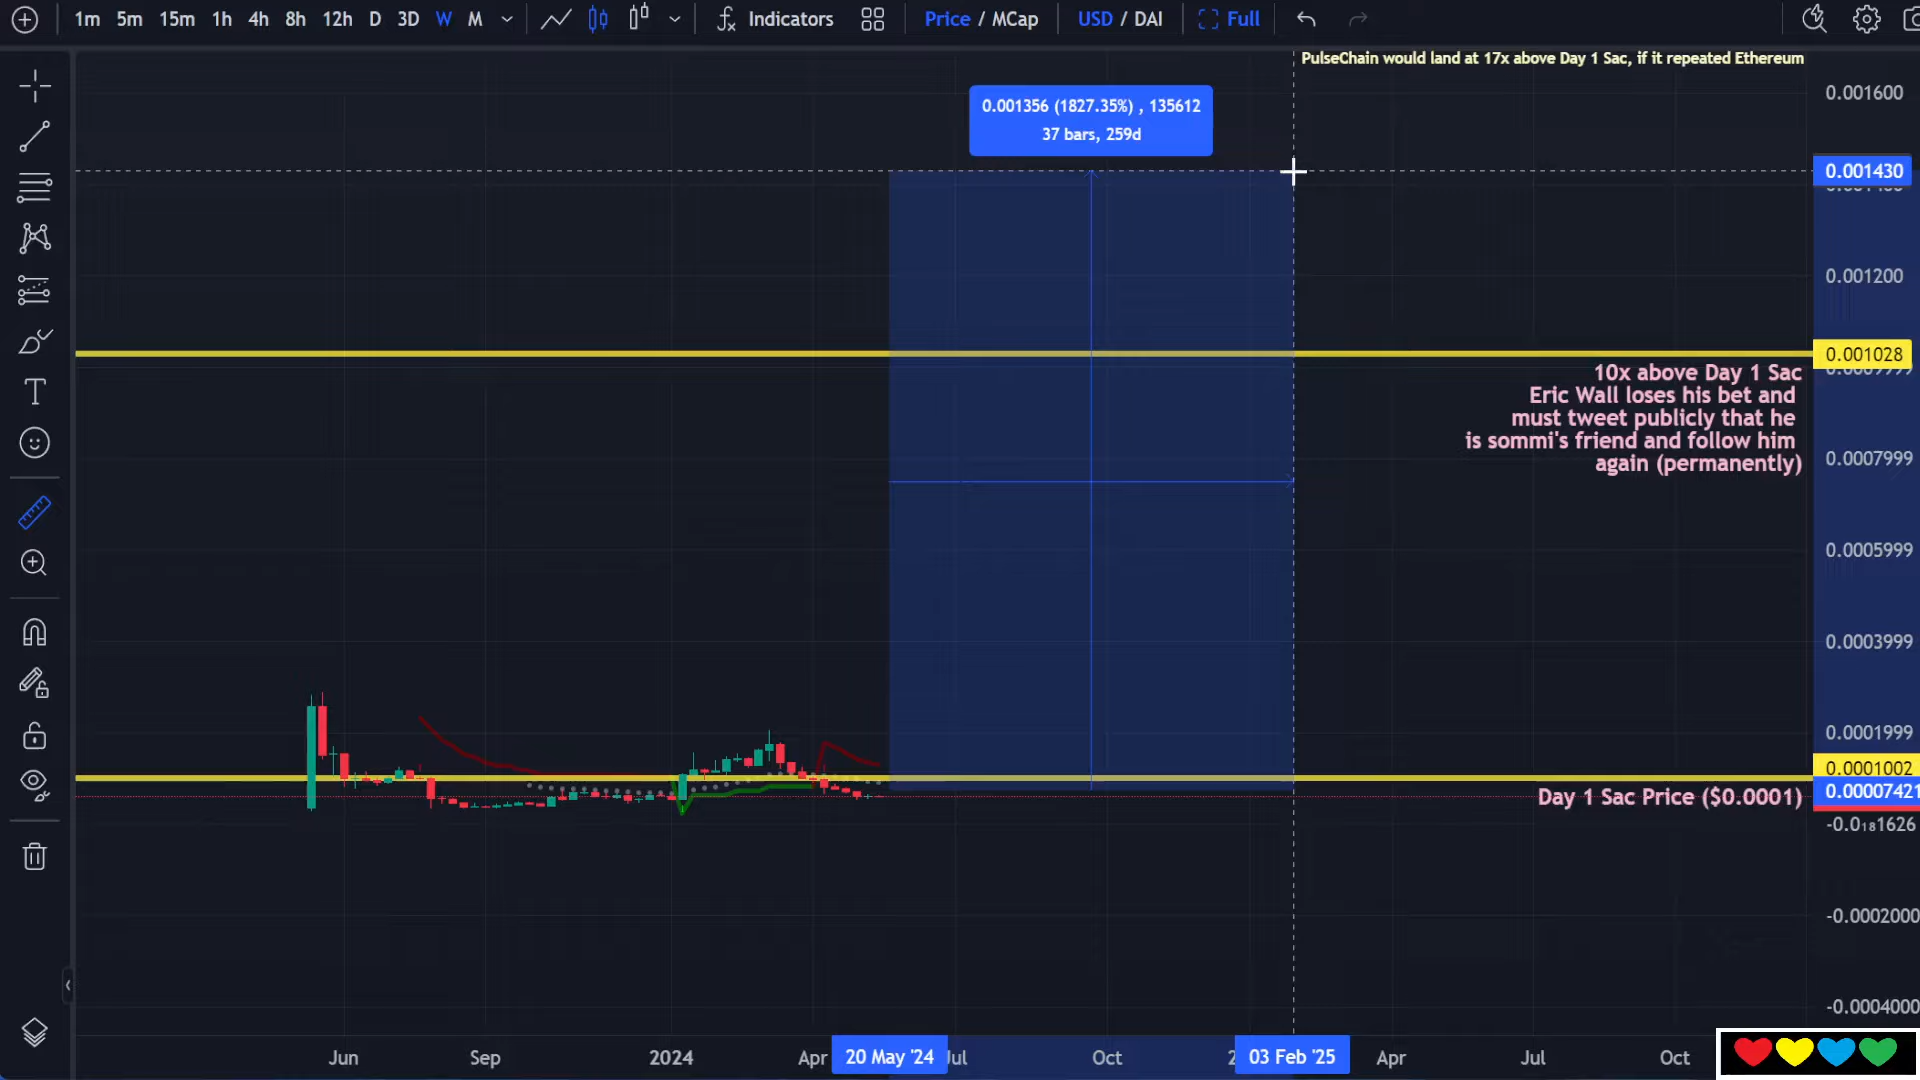 1m 5m 15m 1h 4h 8h 12h D 3D W M Indicators Price / MCap USD / DAI Full
PulseChain would land at 17x above Day 1 Sac, if it repeated Ethereum
0.001600
0.001356 (1827.35%) , 135612
37 bars, 259d
0.001430
0.001200
0.001028
10x above Day 1 Sac
Eric Wall loses his bet and
must tweet publicly that he
is sommi's friend and follow him
again (permanently)
0.0007999
0.0005999
0.0003999
0.0001999
0.0001002
0.00007421
Day 1 Sac Price ($0.0001)
-0.0₁₈1626
-0.0002000
-0.0004000
Jun Sep 2024 Apr 20 May '24 Jul Oct 03 Feb '25 Apr Jul Oct